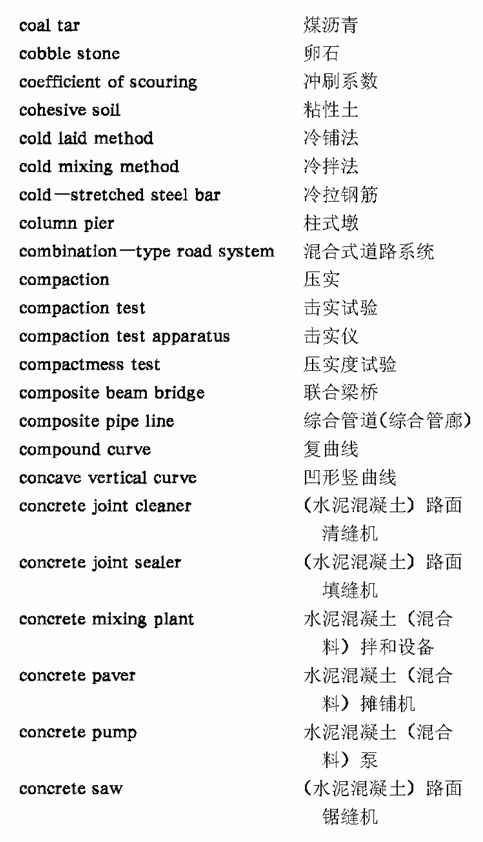 coal tar 煤沥青
cobble stone 卵石
coefficient of scouring 冲刷系数
cohesive soil 粘性土
cold laid method 冷铺法
cold mixing method 冷拌法
cold—stretched steel bar 冷拉钢筋
column pier 柱式墩
combination—type road system 混合式道路系统
compaction 压实
compaction test 击实试验
compaction test apparatus 击实仪
compactmess test 压实度试验
composite beam bridge 联合梁桥
composite pipe line 综合管道(综合管廊)
compound curve 复曲线
concave vertical curve 凹形竖曲线
concrete joint cleaner (水泥混凝土) 路面
清缝机
concrete joint sealer (水泥混凝土) 路面
填缝机
concrete mixing plant 水泥混凝土 (混合
料) 拌和设备
concrete paver 水泥混凝土 (混合
料) 摊铺机
concrete pump 水泥混凝土 (混合
料) 泵
concrete saw (水泥混凝土) 路面
锯缝机